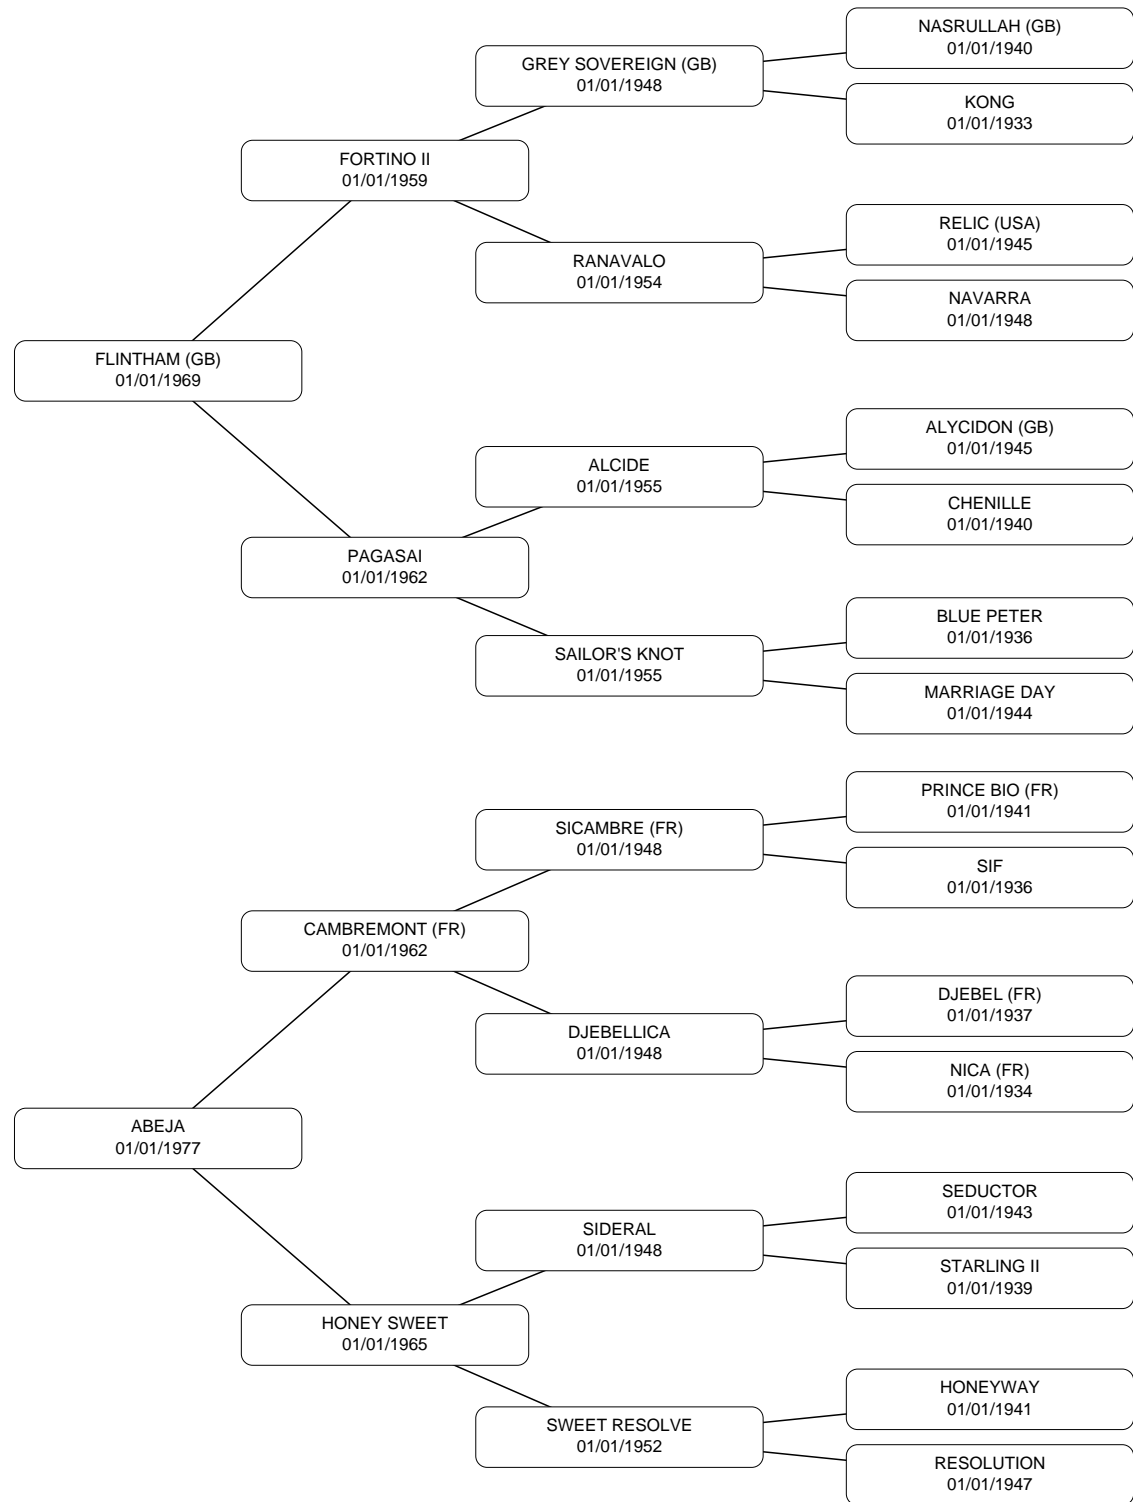 NASRULLAH (GB)
01/01/1940
GREY SOVEREIGN (GB)
01/01/1948
KONG
01/01/1933
FORTINO II
01/01/1959
RELIC (USA)
01/01/1945
RANAVALO
01/01/1954
NAVARRA
01/01/1948
FLINTHAM (GB)
01/01/1969
ALYCIDON (GB)
01/01/1945
ALCIDE
01/01/1955
CHENILLE
01/01/1940
PAGASAI
01/01/1962
BLUE PETER
01/01/1936
SAILOR'S KNOT
01/01/1955
MARRIAGE DAY
01/01/1944
PRINCE BIO (FR)
01/01/1941
SICAMBRE (FR)
01/01/1948
SIF
01/01/1936
CAMBREMONT (FR)
01/01/1962
DJEBEL (FR)
01/01/1937
DJEBELLICA
01/01/1948
NICA (FR)
01/01/1934
ABEJA
01/01/1977
SEDUCTOR
01/01/1943
SIDERAL
01/01/1948
STARLING II
01/01/1939
HONEY SWEET
01/01/1965
HONEYWAY
01/01/1941
SWEET RESOLVE
01/01/1952
RESOLUTION
01/01/1947